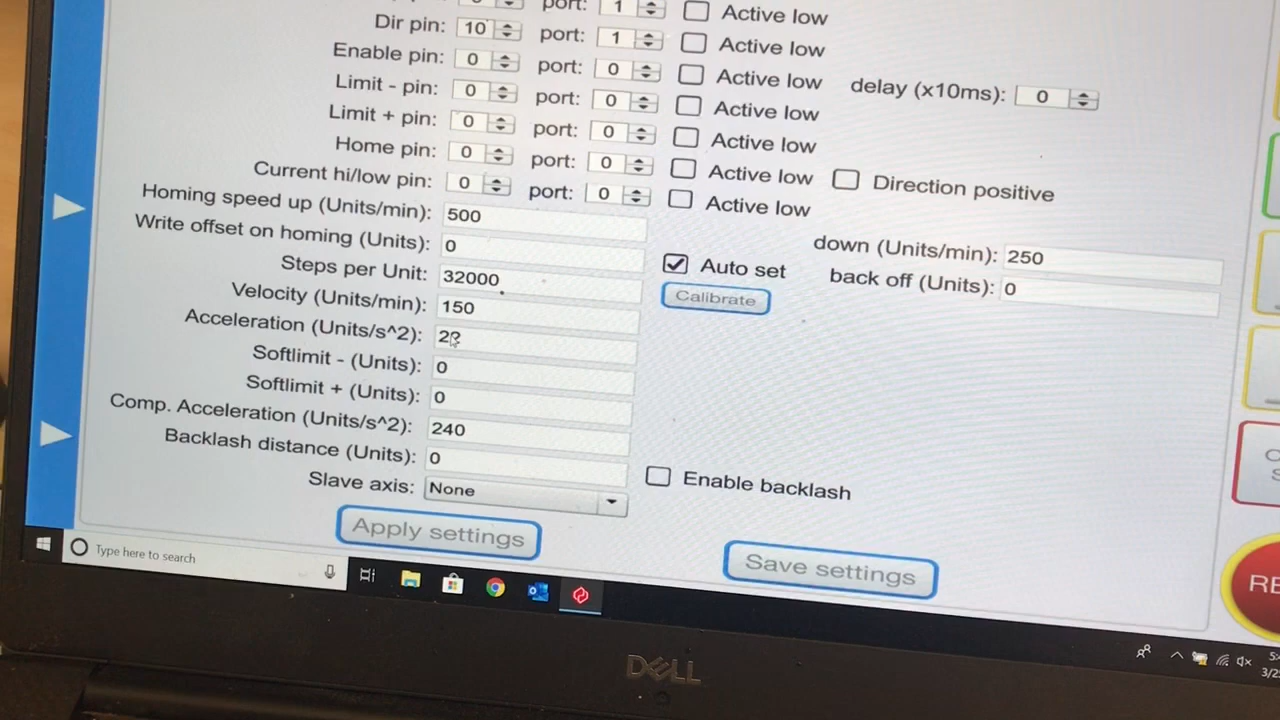 port: 1 Active low
Dir pin: 10 port: 1 Active low
Enable pin: 0 port: 0 Active low delay (x10ms): 0
Limit - pin: 0 port: 0 Active low
Limit + pin: 0 port: 0 Active low
Home pin: 0 port: 0 Active low Direction positive
Current hi/low pin: 0 port: 0 Active low
Homing speed up (Units/min): 500 down (Units/min): 250
Write offset on homing (Units): 0 Auto set back off (Units): 0
Steps per Unit: 32000 Calibrate
Velocity (Units/min): 150
Acceleration (Units/s^2):
Softlimit - (Units): 0
Softlimit + (Units): 0
Comp. Acceleration (Units/s^2): 240
Backlash distance (Units): 0 Enable backlash
Slave axis: None
Apply settings Save settings
Type here to search
DELL